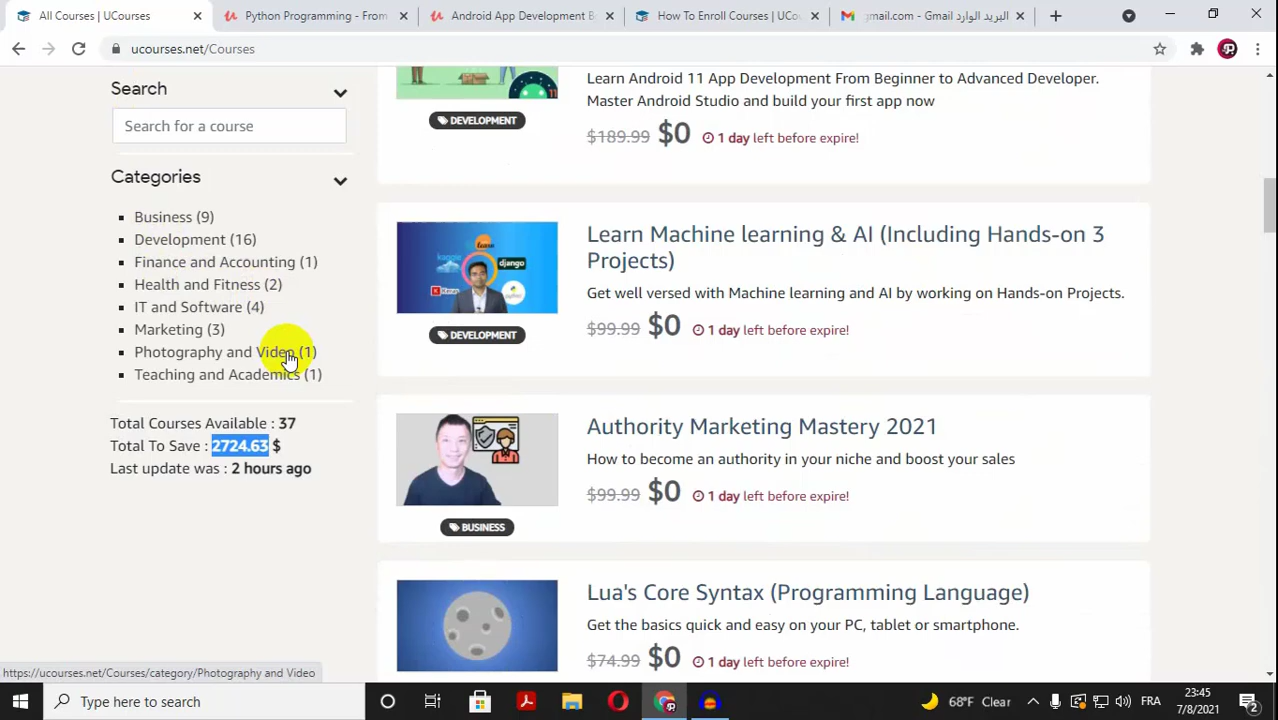 All Courses | UCourses
Python Programming - From
Android App Development B
How To Enroll Courses | UCou
gmail.com - Gmail البريد الوارد
ucourses.net/Courses
Search
Search for a course
Categories
Business (9)
Development (16)
Finance and Accounting (1)
Health and Fitness (2)
IT and Software (4)
Marketing (3)
Photography and Video (1)
Teaching and Academics (1)
Total Courses Available : 37
Total To Save : 2724.63 $
Last update was : 2 hours ago
Learn Android 11 App Development From Beginner to Advanced Developer.
Master Android Studio and build your first app now
DEVELOPMENT
$189.99 $0 1 day left before expire!
Learn Machine learning & AI (Including Hands-on 3
Projects)
Get well versed with Machine learning and AI by working on Hands-on Projects.
kaggle
django
DEVELOPMENT
$99.99 $0 1 day left before expire!
Authority Marketing Mastery 2021
How to become an authority in your niche and boost your sales
$99.99 $0 1 day left before expire!
BUSINESS
Lua's Core Syntax (Programming Language)
Get the basics quick and easy on your PC, tablet or smartphone.
$74.99 $0 1 day left before expire!
https://ucourses.net/Courses/category/Photography and Video
Type here to search
68°F Clear
FRA
23:45
7/8/2021
2